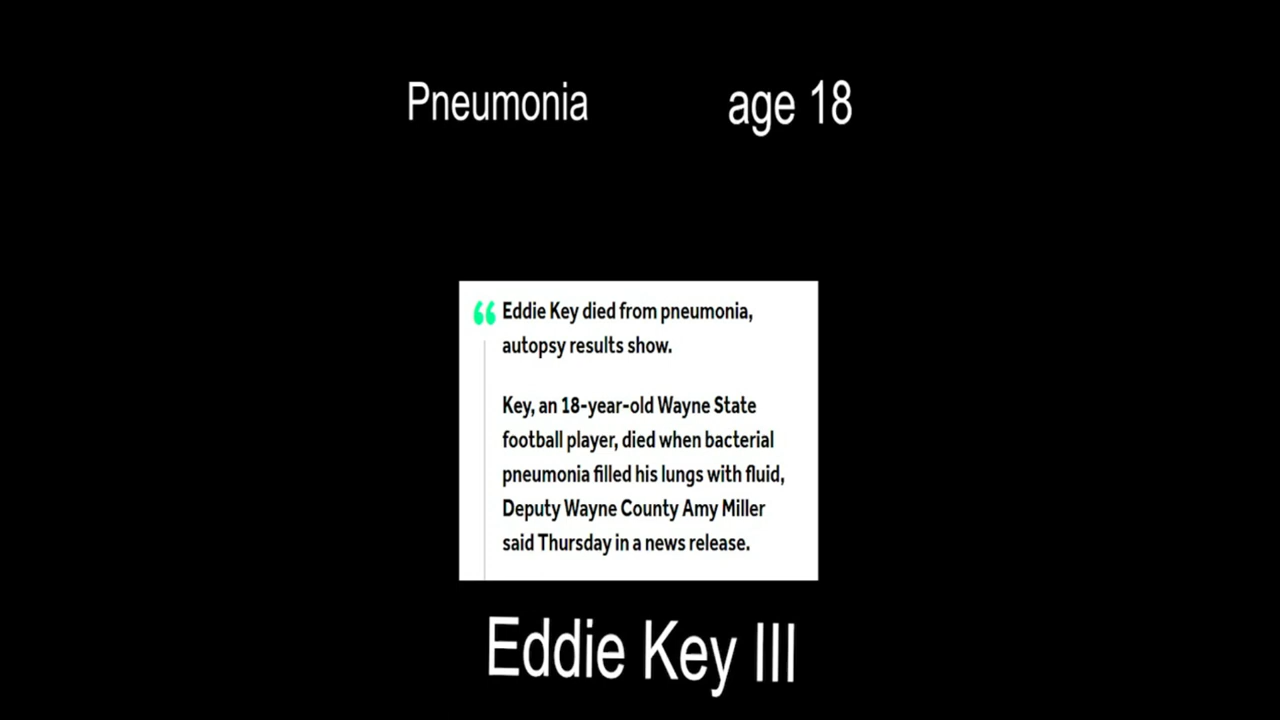 Pneumonia age 18
“ Eddie Key died from pneumonia,
autopsy results show.
Key, an 18-year-old Wayne State
football player, died when bacterial
pneumonia filled his lungs with fluid,
Deputy Wayne County Amy Miller
said Thursday in a news release.
Eddie Key III